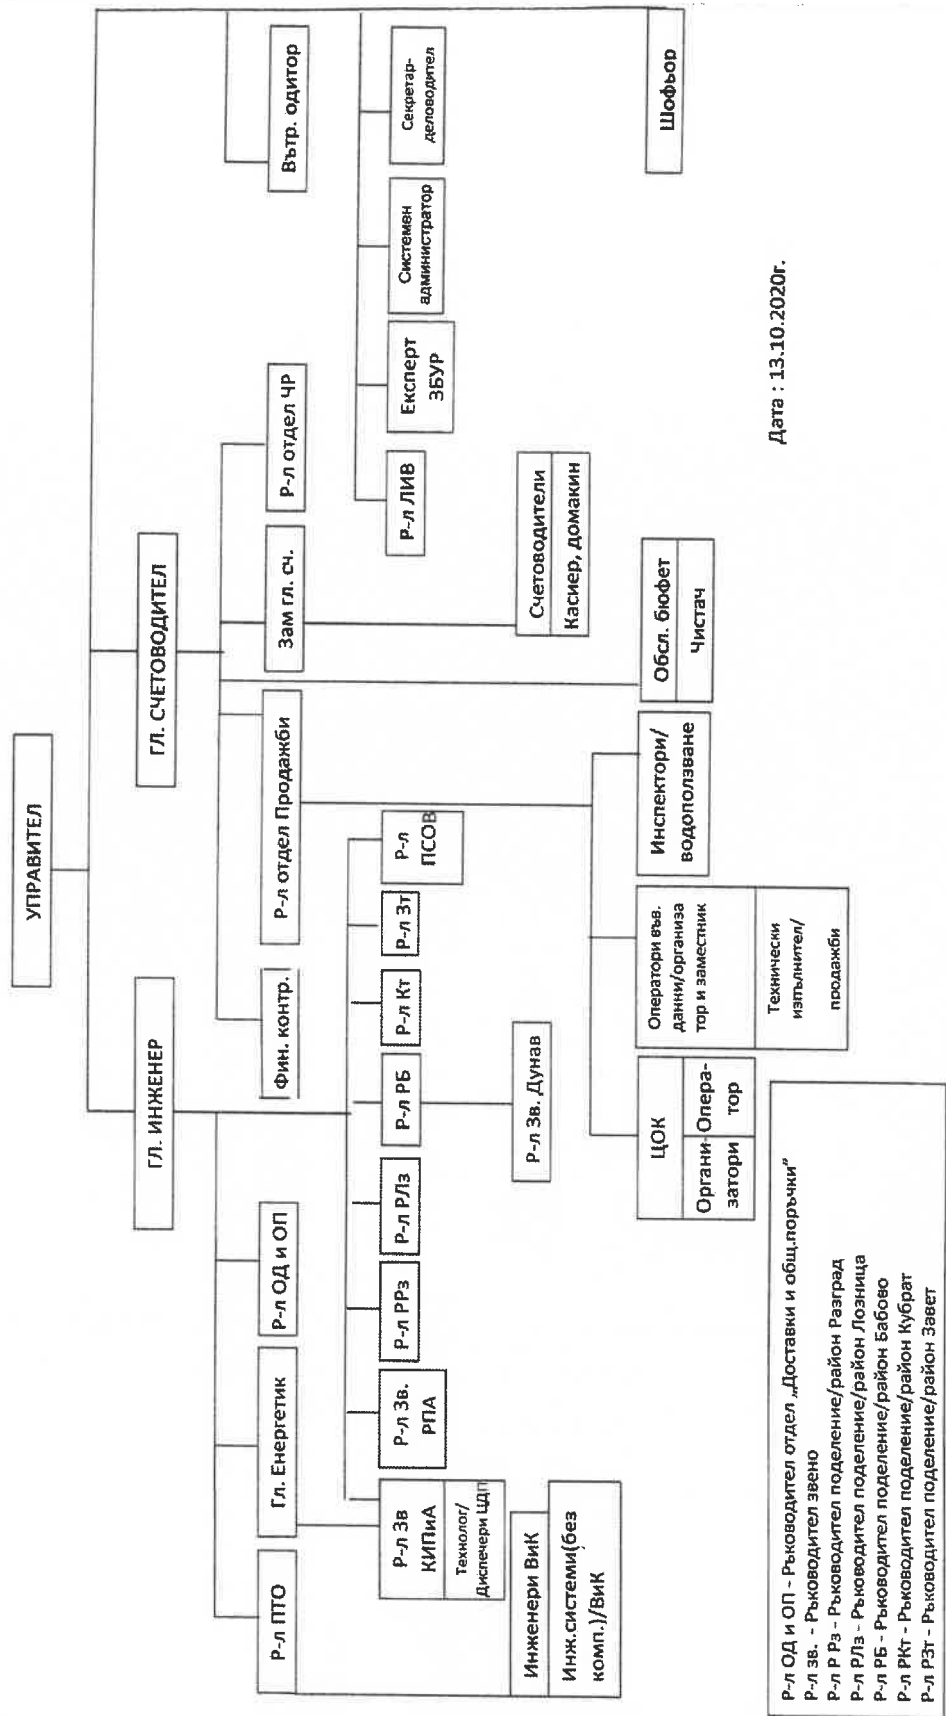 УПРАВИТЕЛ
ГЛ. ИНЖЕНЕР
ГЛ. СЧЕТОВОДИТЕЛ
Р-л ПТО
Гл. Енергетик
Р-л ОД и ОП
Фин. контр.
Р-л отдел Продажби
Зам гл. сч.
Р-л отдел ЧР
Вътр. одитор
Р-л Зв
КИПиА
Технолог/
Диспечери ЦДП
Р-л Зв.
РПА
Р-л РРз
Р-л РЛз
Р-л РБ
Р-л Кт
Р-л Зт
Р-л
ПСОВ
Р-л ЛИВ
Експерт
ЗБУР
Системен
администратор
Секретар-
деловодител
Инженери ВиК
Инж.системи(без
комп.)/ВиК
Р-л Зв. Дунав
Счетоводители
Касиер, домакин
ЦОК
Органи-
затори
Опера-
тор
Оператори във.
данни/организа
тор и заместник
Технически
изпълнител/
продажби
Инспектори/
водоползване
Обсл. бюфет
Чистач
Шофьор
Дата : 13.10.2020г.
Р-л ОД и ОП - Ръководител отдел „Доставки и общ.поръчки”
Р-л зв. - Ръководител звено
Р-л Р Рз - Ръководител поделение/район Разград
Р-л РЛз - Ръководител поделение/район Лозница
Р-л РБ - Ръководител поделение/район Бабово
Р-л РКт - Ръководител поделение/район Кубрат
Р-л РЗт - Ръководител поделение/район Завет